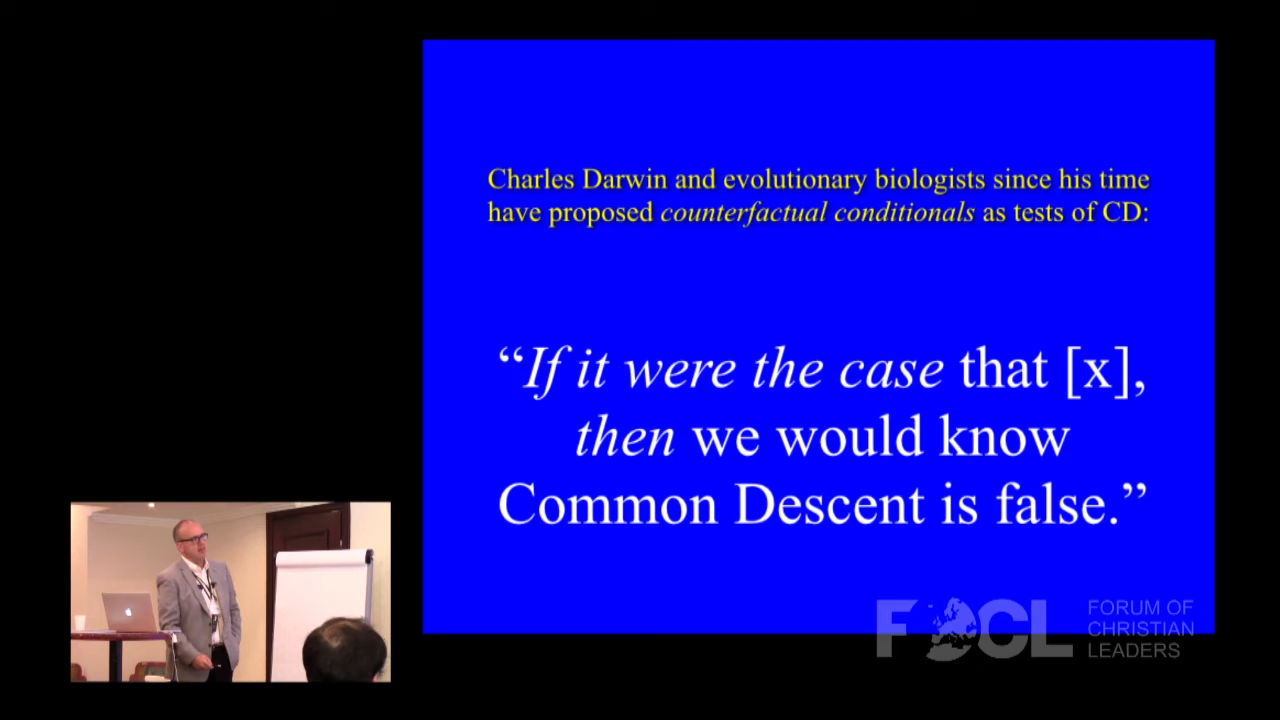 Charles Darwin and evolutionary biologists since his time
have proposed counterfactual conditionals as tests of CD:
“If it were the case that [x],
then we would know
Common Descent is false.”
FOCL
FORUM OF
CHRISTIAN
LEADERS